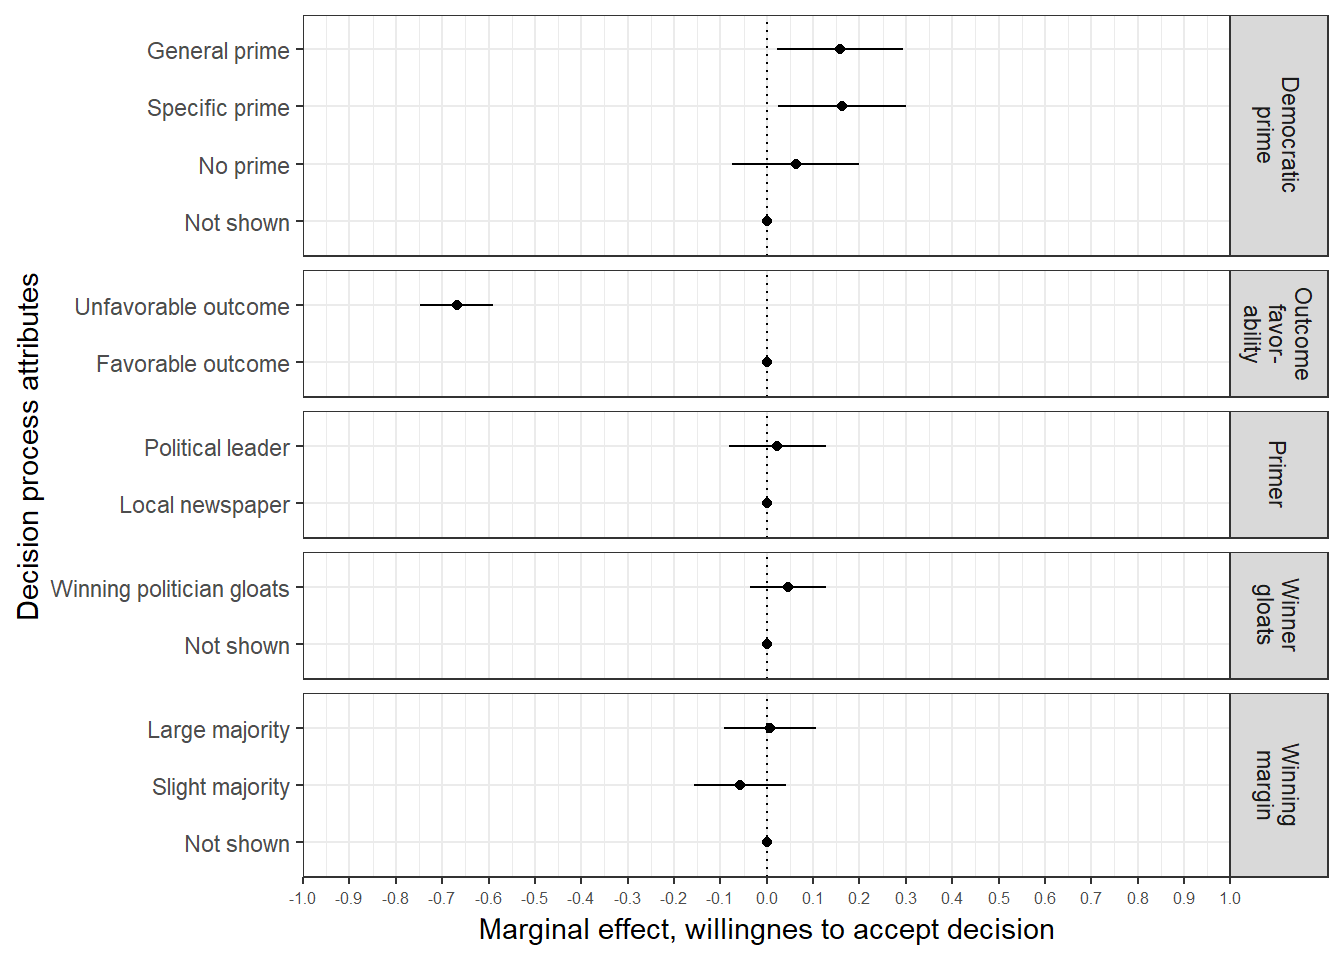 Decision process attributes
General prime
Specific prime
No prime
Not shown
Democratic
prime
Unfavorable outcome
Favorable outcome
Outcome
favor-
ability
Political leader
Local newspaper
Primer
Winning politician gloats
Not shown
Winner
gloats
Large majority
Slight majority
Not shown
Winning
margin
-1.0 -0.9 -0.8 -0.7 -0.6 -0.5 -0.4 -0.3 -0.2 -0.1 0.0 0.1 0.2 0.3 0.4 0.5 0.6 0.7 0.8 0.9 1.0
Marginal effect, willingnes to accept decision